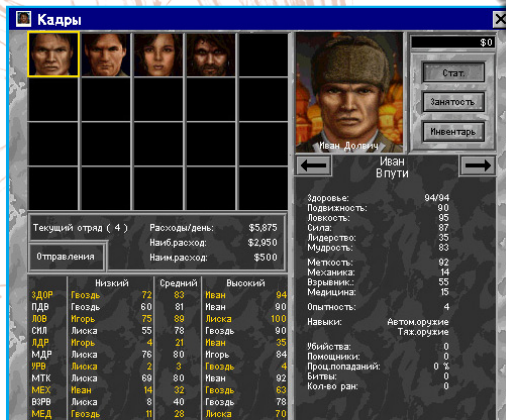 Кадры
$0
Стат.
Занятость
Инвентарь
Иван Долвич
Иван
В пути
Здоровье: 94/94
Подвижность: 90
Ловкость: 95
Сила: 87
Лидерство: 35
Мудрость: 83
Меткость: 92
Механика: 14
Взрывник.: 55
Медицина: 15
Опытность: 4
Навыки: Автом.оружие
Тяж.оружие
Убийства: 0
Помощники: 0
Проц.попаданий: 0 %
Битвы: 0
Кол-во ран: 0
Текущий отряд ( 4 ) Расходы/день: $5,875
Наиб.расход: $2,950
Отправления Наим.расход: $500
Низкий Средний Высокий
ЗДОР Гвоздь 72 83 Иван 94
ПДВ Гвоздь 60 81 Иван 90
ЛОВ Игорь 75 89 Лиска 100
СИЛ Лиска 55 78 Гвоздь 90
ЛДР Игорь 4 21 Иван 35
МДР Лиска 76 80 Игорь 84
УРВ Лиска 2 3 Гвоздь 4
МТК Лиска 69 80 Иван 92
МЕХ Иван 14 32 Гвоздь 63
ВЗРВ Лиска 8 40 Гвоздь 78
МЕД Гвоздь 11 28 Лиска 70